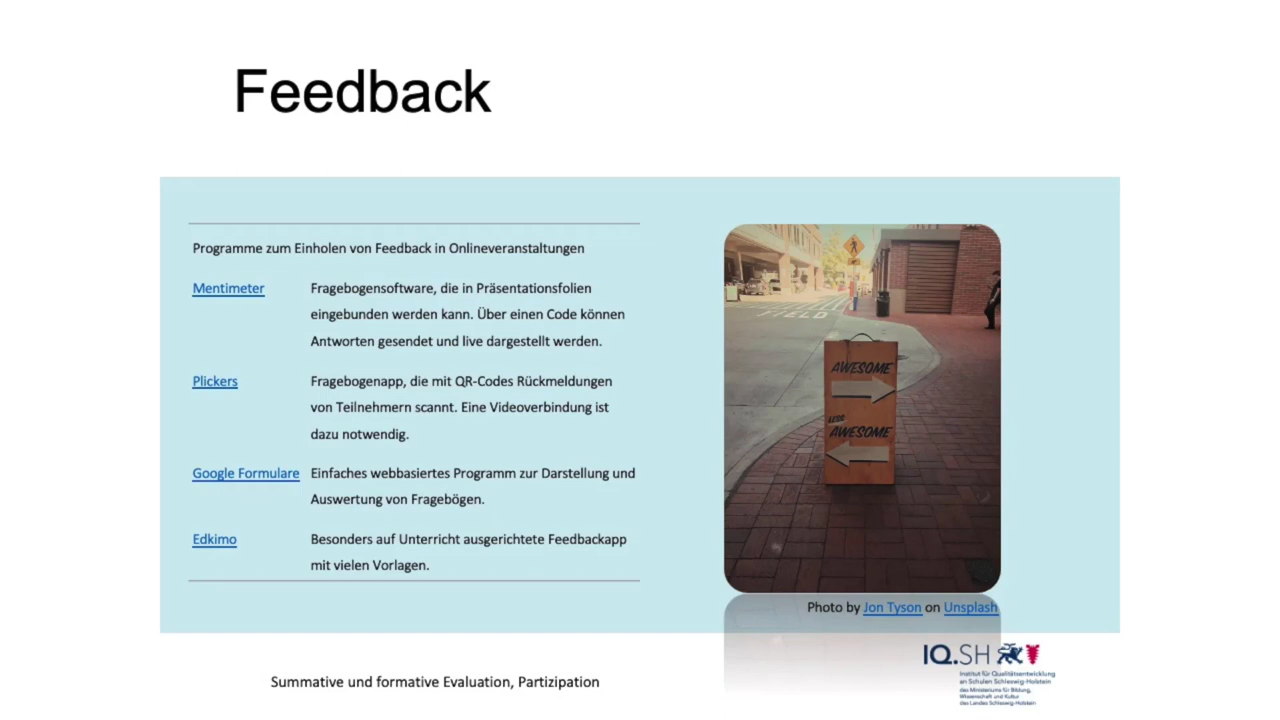 Feedback
Programme zum Einholen von Feedback in Onlineveranstaltungen
Mentimeter Fragebogensoftware, die in Präsentationsfolien
eingebunden werden kann. Über einen Code können
Antworten gesendet und live dargestellt werden.
Plickers Fragebogenapp, die mit QR-Codes Rückmeldungen
von Teilnehmern scannt. Eine Videoverbindung ist
dazu notwendig.
Google Formulare Einfaches webbasiertes Programm zur Darstellung und
Auswertung von Fragebögen.
Edkimo Besonders auf Unterricht ausgerichtete Feedbackapp
mit vielen Vorlagen.
YIELD
AWESOME
LESS
AWESOME
Photo by Jon Tyson on Unsplash
Summative und formative Evaluation, Partizipation
IQ.SH
Institut für Qualitätsentwicklung
an Schulen Schleswig-Holstein
des Ministeriums für Bildung,
Wissenschaft und Kultur
des Landes Schleswig-Holstein